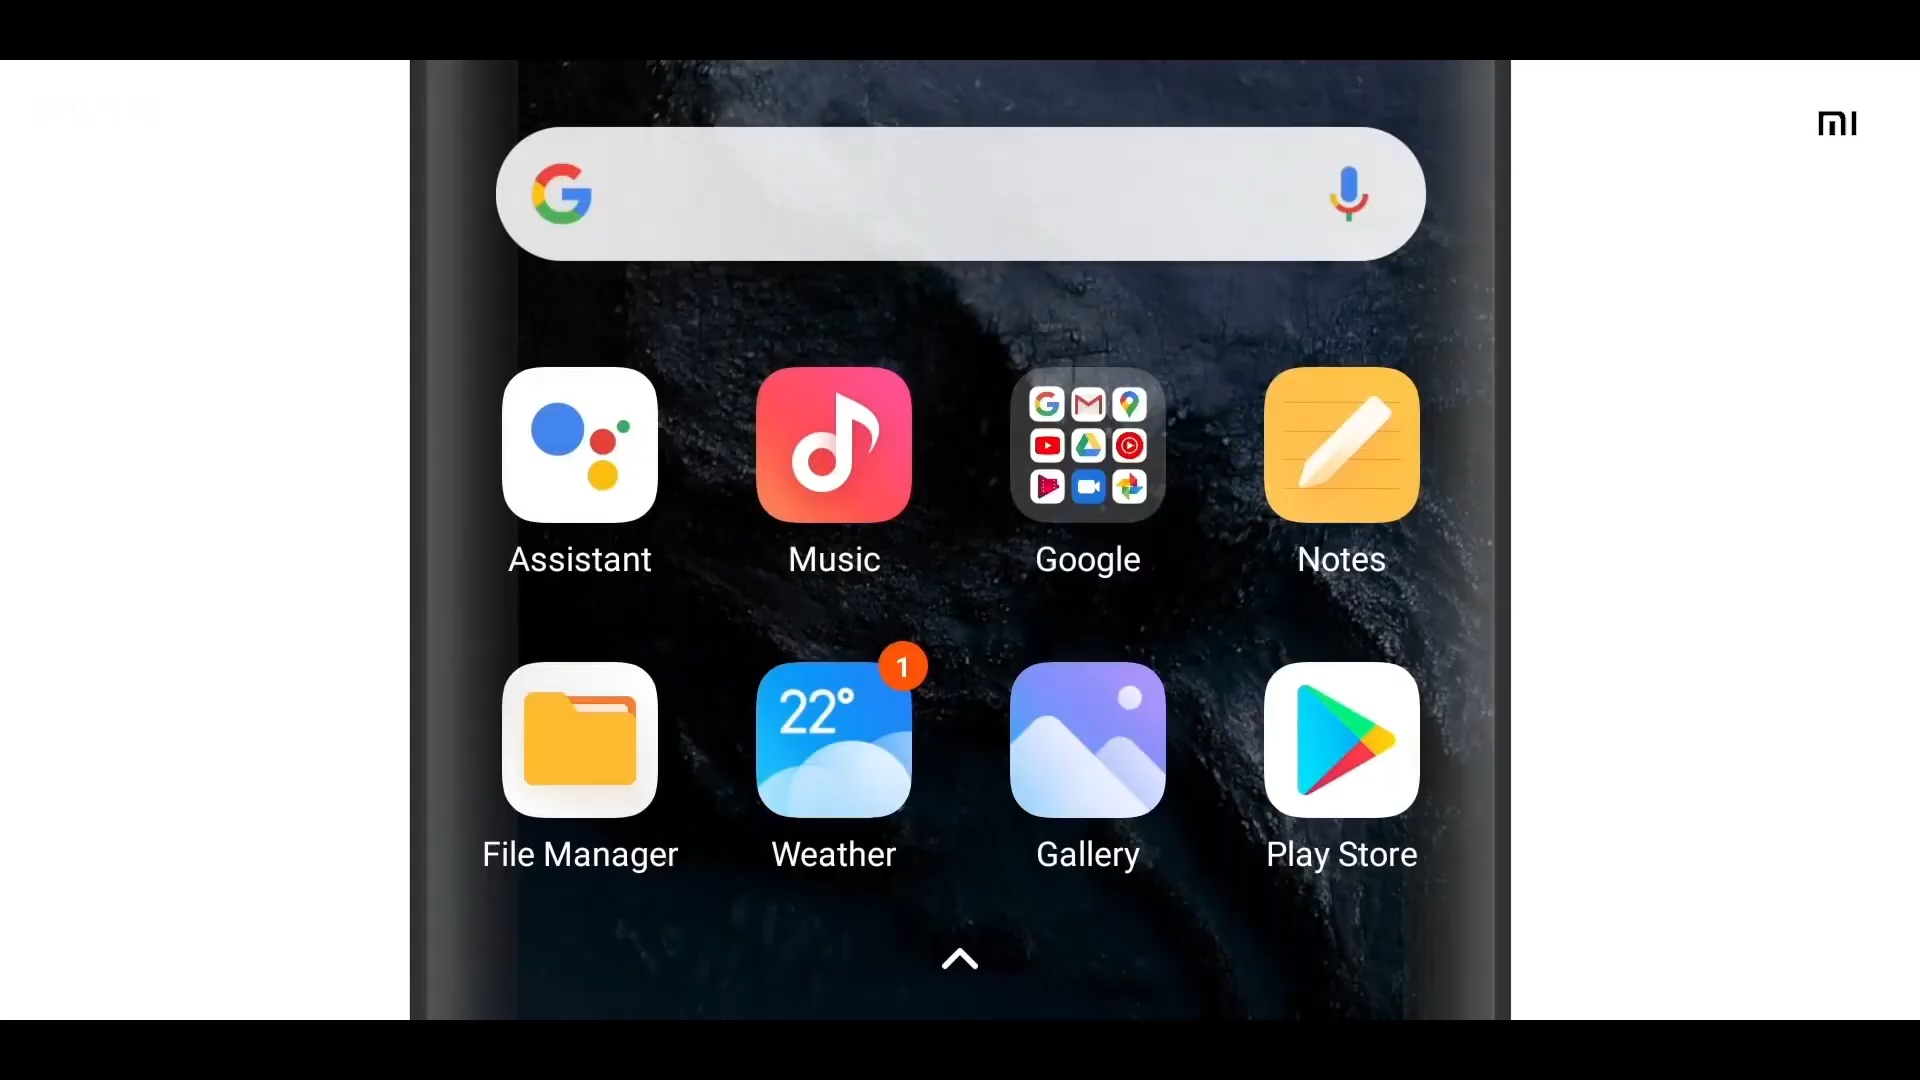 MI
G
Assistant Music Google Notes
1
22°
File Manager Weather Gallery Play Store